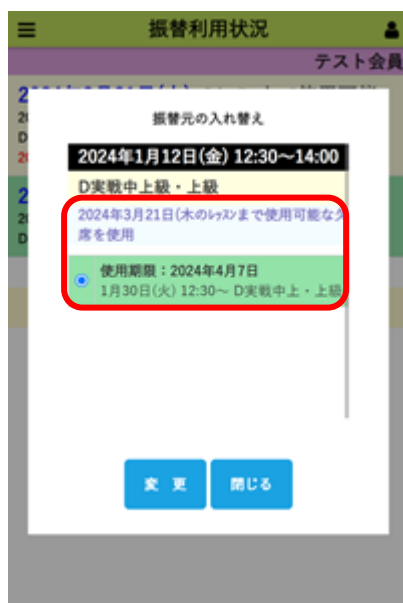 振替利用状況
テスト会員
振替元の入れ替え
2024年1月12日(金) 12:30～14:00
D実戦中上級・上級
2024年3月21日(木のﾚｯｽﾝまで使用可能な欠
席を使用
使用期限：2024年4月7日
1月30日(火) 12:30～ D実戦中上・上級
変 更
閉じる